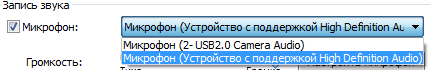 Запись звука
Микрофон: Микрофон (Устройство с поддержкой High Definition Au
Микрофон (2- USB2.0 Camera Audio)
Микрофон (Устройство с поддержкой High Definition Audio)
Громкость: